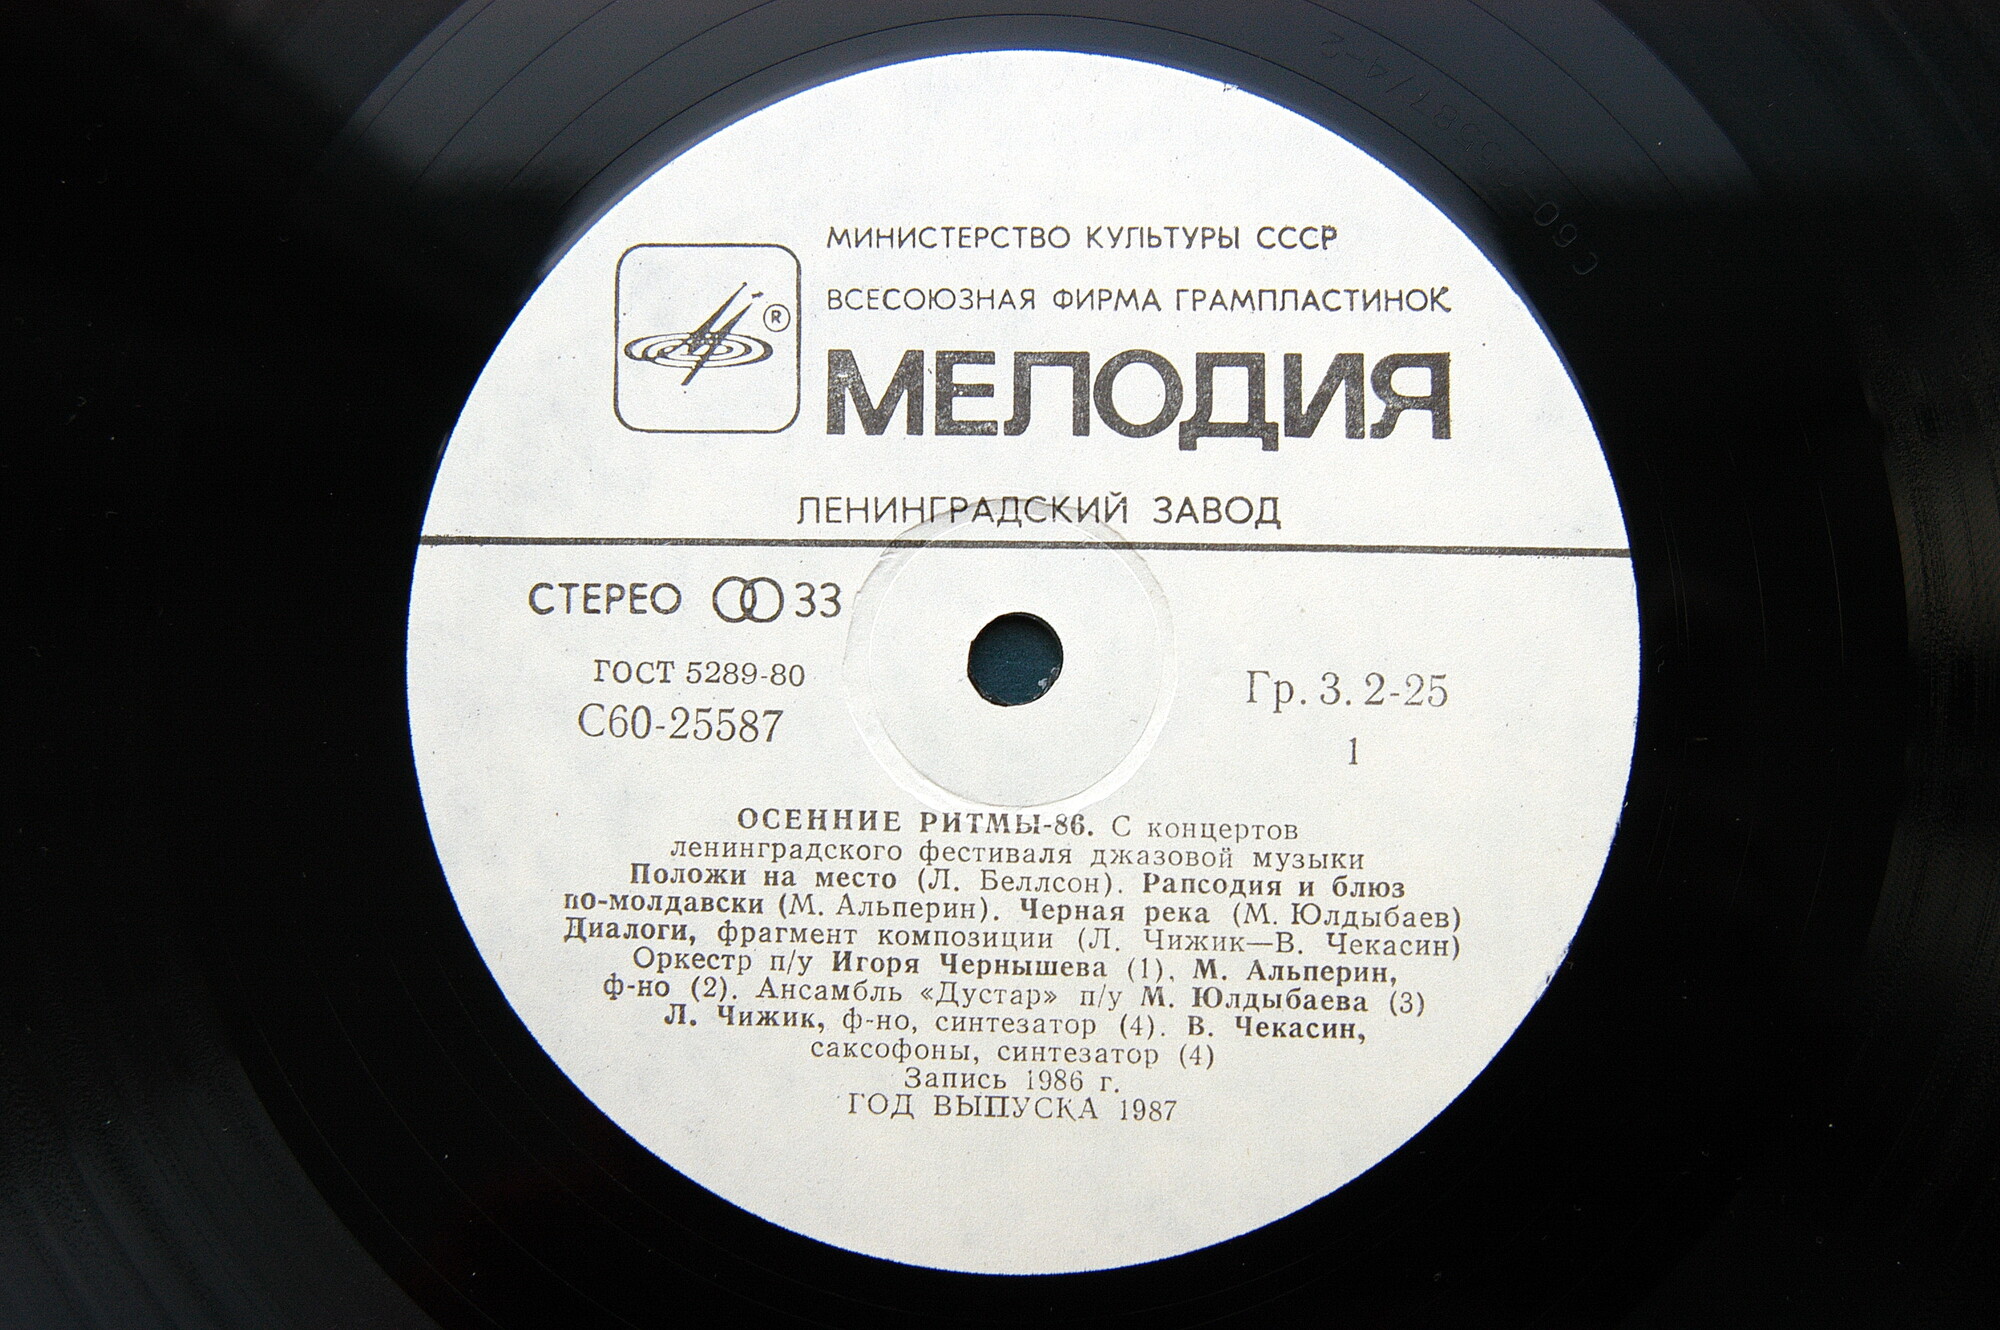 МИНИСТЕРСТВО КУЛЬТУРЫ СССР
ВСЕСОЮЗНАЯ ФИРМА ГРАМПЛАСТИНОК
®
МЕЛОДИЯ
ЛЕНИНГРАДСКИЙ ЗАВОД
СТЕРЕО 33
ГОСТ 5289-80
С60-25587
Гр. 3. 2-25
1
ОСЕННИЕ РИТМЫ-86. С концертов
ленинградского фестиваля джазовой музыки
Положи на место (Л. Беллсон). Рапсодия и блюз
по-молдавски (М. Альперин). Черная река (М. Юлдыбаев)
Диалоги, фрагмент композиции (Л. Чижик—В. Чекасин)
Оркестр п/у Игоря Чернышева (1), М. Альперин,
ф-но (2). Ансамбль «Дустар» п/у М. Юлдыбаева (3)
Л. Чижик, ф-но, синтезатор (4). В. Чекасин,
саксофоны, синтезатор (4)
Запись 1986 г.
ГОД ВЫПУСКА 1987